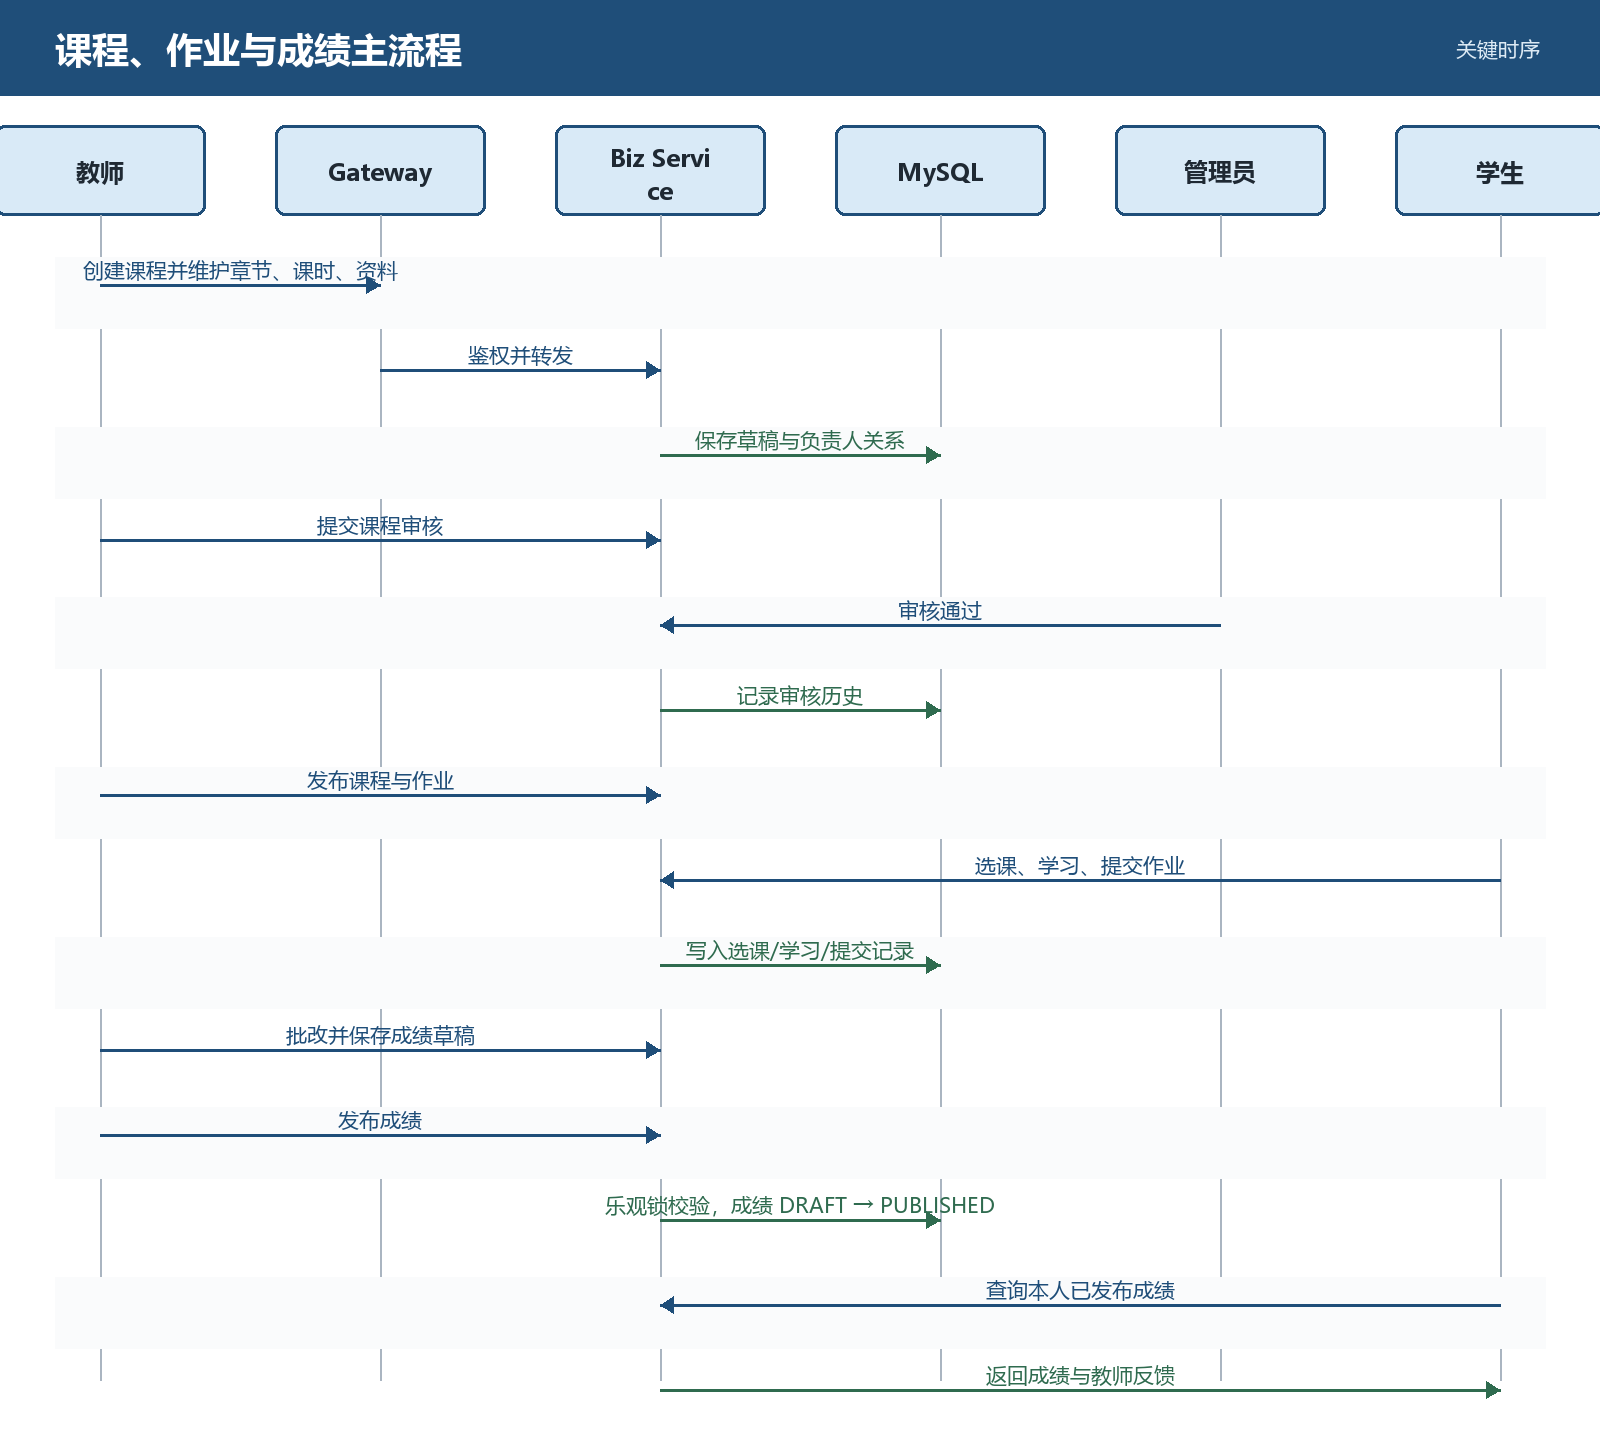 课程、作业与成绩主流程
关键时序
教师
Gateway
Biz Servi
ce
MySQL
管理员
学生
创建课程并维护章节、课时、资料
鉴权并转发
保存草稿与负责人关系
提交课程审核
审核通过
记录审核历史
发布课程与作业
选课、学习、提交作业
写入选课/学习/提交记录
批改并保存成绩草稿
发布成绩
乐观锁校验，成绩 DRAFT → PUBLISHED
查询本人已发布成绩
返回成绩与教师反馈